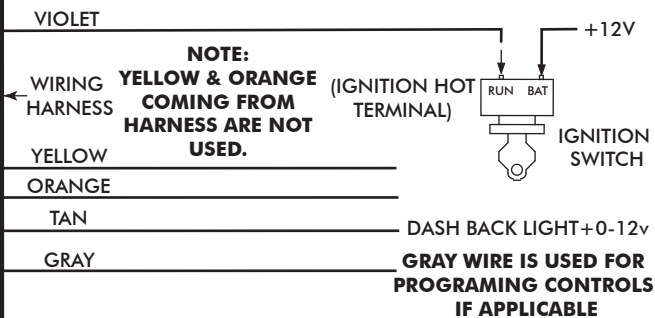 VIOLET
+12V
NOTE:
YELLOW & ORANGE
COMING FROM
HARNESS ARE NOT
USED.
WIRING
HARNESS
(IGNITION HOT
TERMINAL)
RUN BAT
IGNITION
SWITCH
YELLOW
ORANGE
TAN
DASH BACK LIGHT+0-12v
GRAY
GRAY WIRE IS USED FOR
PROGRAMING CONTROLS
IF APPLICABLE